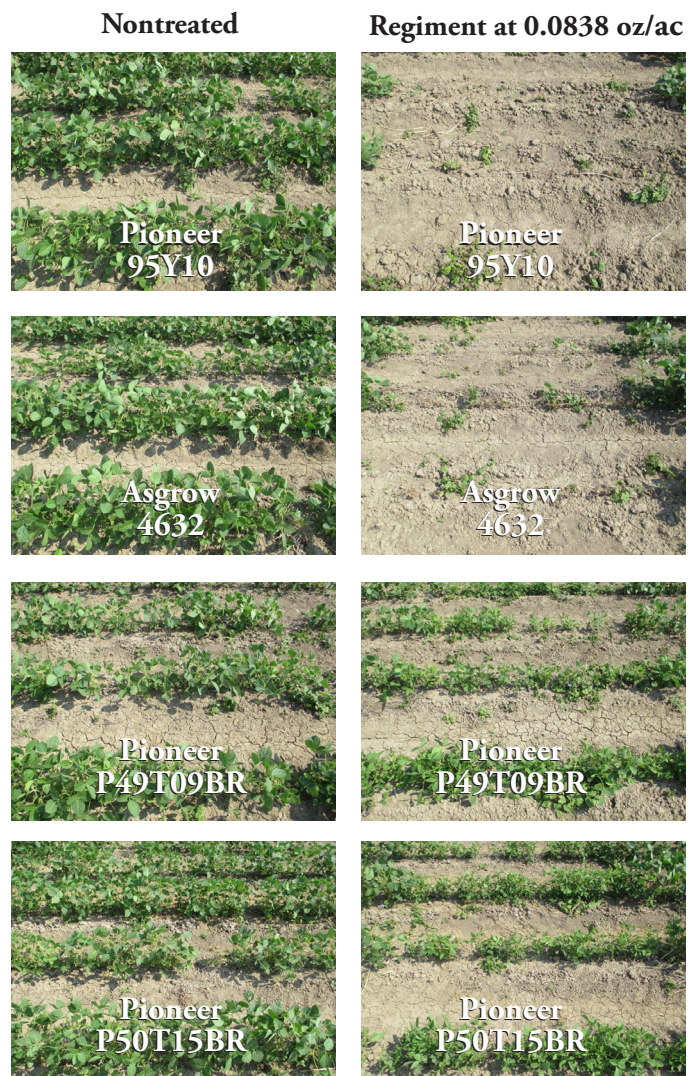 Nontreated
Regiment at 0.0838 oz/ac
Pioneer
95Y10
Pioneer
95Y10
Asgrow
4632
Asgrow
4632
Pioneer
P49T09BR
Pioneer
P49T09BR
Pioneer
P50T15BR
Pioneer
P50T15BR